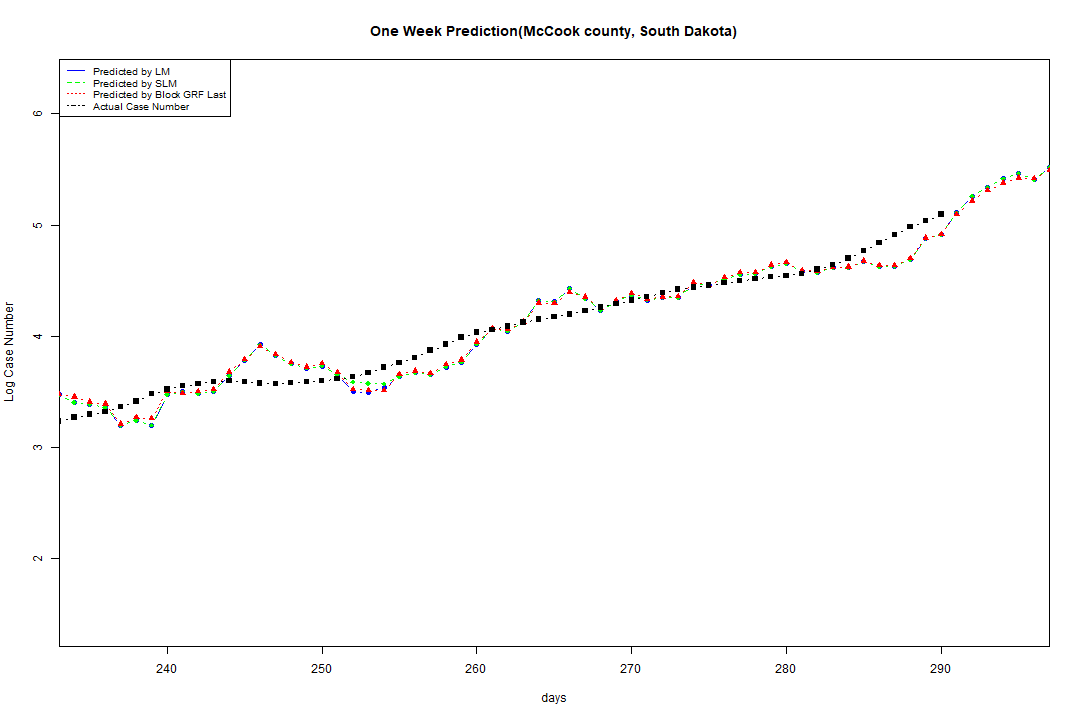 One Week Prediction(McCook county, South Dakota)
Predicted by LM
Predicted by SLM
Predicted by Block GRF Last
Actual Case Number
6
5
4
3
2
Log Case Number
240 250 260 270 280 290
days